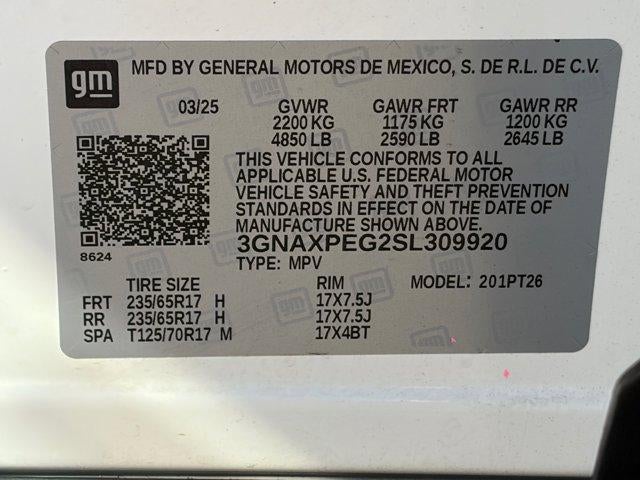 gm MFD BY GENERAL MOTORS DE MEXICO, S. DE R.L. DE C.V.
03/25 GVWR GAWR FRT GAWR RR
2200 KG 1175 KG 1200 KG
4850 LB 2590 LB 2645 LB
THIS VEHICLE CONFORMS TO ALL
APPLICABLE U.S. FEDERAL MOTOR
VEHICLE SAFETY AND THEFT PREVENTION
STANDARDS IN EFFECT ON THE DATE OF
MANUFACTURE SHOWN ABOVE.
3GNAXPEG2SL309920
8624 TYPE: MPV
TIRE SIZE RIM MODEL: 201PT26
FRT 235/65R17 H 17X7.5J
RR 235/65R17 H 17X7.5J
SPA T125/70R17 M 17X4BT